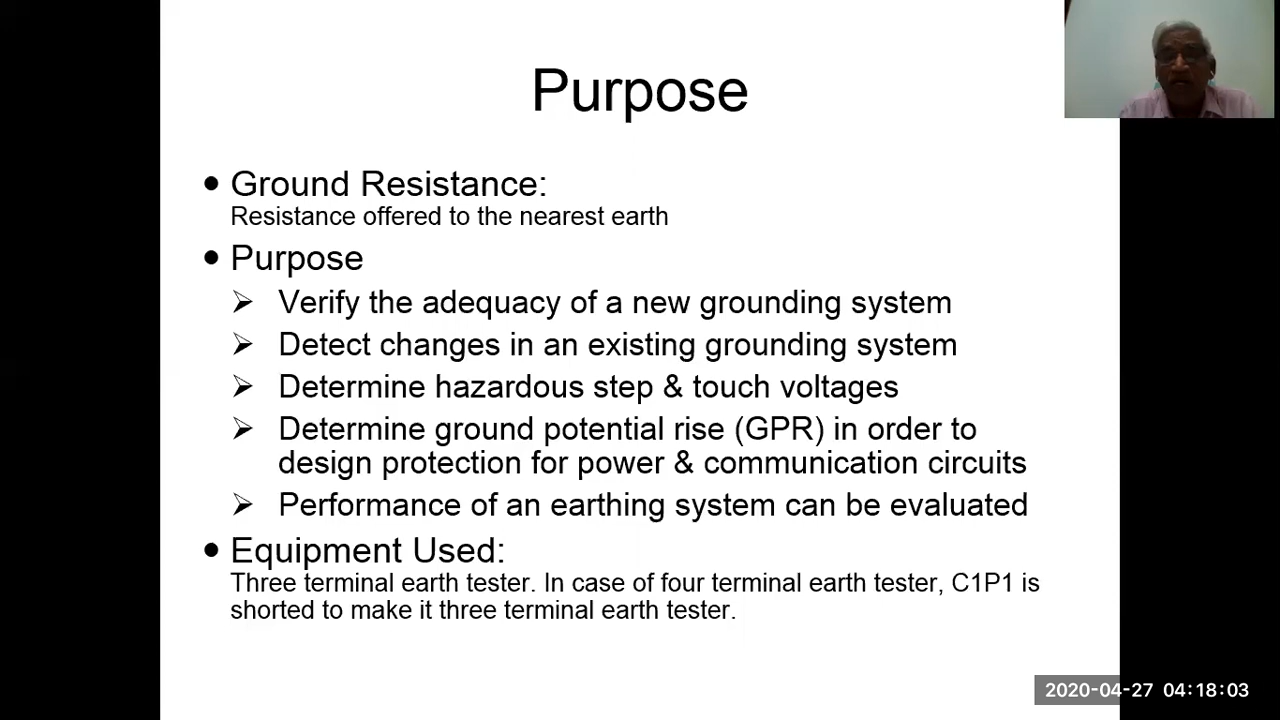 Purpose
• Ground Resistance:
Resistance offered to the nearest earth
• Purpose
➢ Verify the adequacy of a new grounding system
➢ Detect changes in an existing grounding system
➢ Determine hazardous step & touch voltages
➢ Determine ground potential rise (GPR) in order to
design protection for power & communication circuits
➢ Performance of an earthing system can be evaluated
• Equipment Used:
Three terminal earth tester. In case of four terminal earth tester, C1P1 is
shorted to make it three terminal earth tester.
2020-04-27 04:18:03